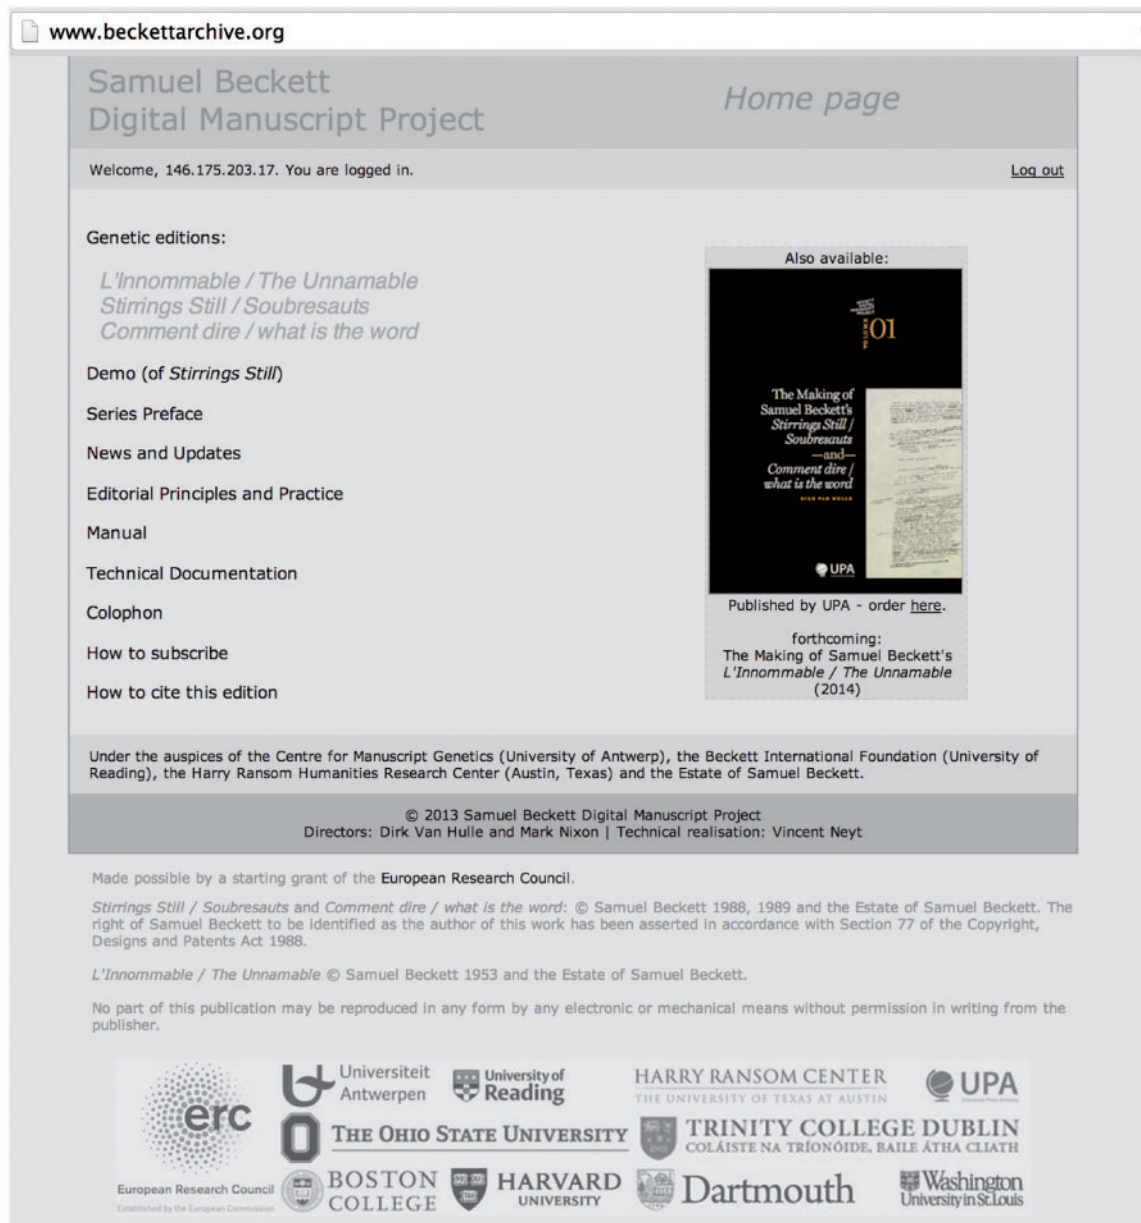 www.beckettarchive.org
Samuel Beckett
Digital Manuscript Project
Home page
Welcome, 146.175.203.17. You are logged in.
Log out
Genetic editions:
L'Innommable / The Unnamable
Stirrings Still / Soubresauts
Comment dire / what is the word
Demo (of Stirrings Still)
Series Preface
News and Updates
Editorial Principles and Practice
Manual
Technical Documentation
Colophon
How to subscribe
How to cite this edition
Also available:
01
The Making of
Samuel Beckett's
Stirrings Still /
Soubresauts
—and—
Comment dire /
what is the word
DIRK VAN HULLE
UPA
Published by UPA - order here.
forthcoming:
The Making of Samuel Beckett's
L'Innommable / The Unnamable
(2014)
Under the auspices of the Centre for Manuscript Genetics (University of Antwerp), the Beckett International Foundation (University of
Reading), the Harry Ransom Humanities Research Center (Austin, Texas) and the Estate of Samuel Beckett.
© 2013 Samuel Beckett Digital Manuscript Project
Directors: Dirk Van Hulle and Mark Nixon | Technical realisation: Vincent Neyt
Made possible by a starting grant of the European Research Council.
Stirrings Still / Soubresauts and Comment dire / what is the word: © Samuel Beckett 1988, 1989 and the Estate of Samuel Beckett. The
right of Samuel Beckett to be identified as the author of this work has been asserted in accordance with Section 77 of the Copyright,
Designs and Patents Act 1988.
L'Innommable / The Unnamable © Samuel Beckett 1953 and the Estate of Samuel Beckett.
No part of this publication may be reproduced in any form by any electronic or mechanical means without permission in writing from the
publisher.
erc
European Research Council
Established by the European Commission
Universiteit
Antwerpen
University of
Reading
HARRY RANSOM CENTER
THE UNIVERSITY OF TEXAS AT AUSTIN
UPA
THE OHIO STATE UNIVERSITY
TRINITY COLLEGE DUBLIN
COLÁISTE NA TRÍONÓIDE, BAILE ÁTHA CLIATH
BOSTON
COLLEGE
HARVARD
UNIVERSITY
Dartmouth
Washington
University in St. Louis